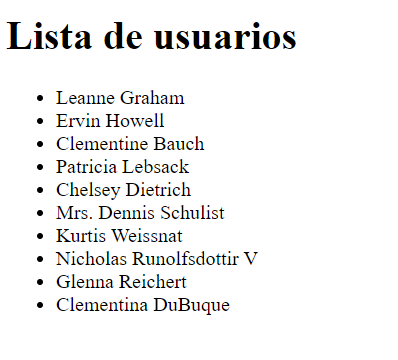 Lista de usuarios
Leanne Graham
Ervin Howell
Clementine Bauch
Patricia Lebsack
Chelsey Dietrich
Mrs. Dennis Schulist
Kurtis Weissnat
Nicholas Runolfsdottir V
Glenna Reichert
Clementina DuBuque